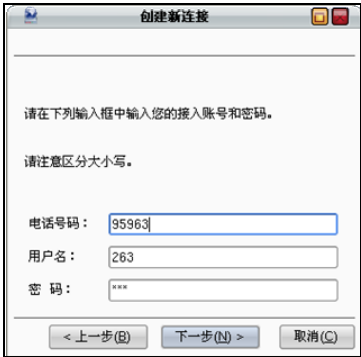 创建新连接
请在下列输入框中输入您的接入账号和密码。
请注意区分大小写。
电话号码： 95963
用户名： 263
密 码： ***
< 上一步(B) 下一步(N) > 取消(C)